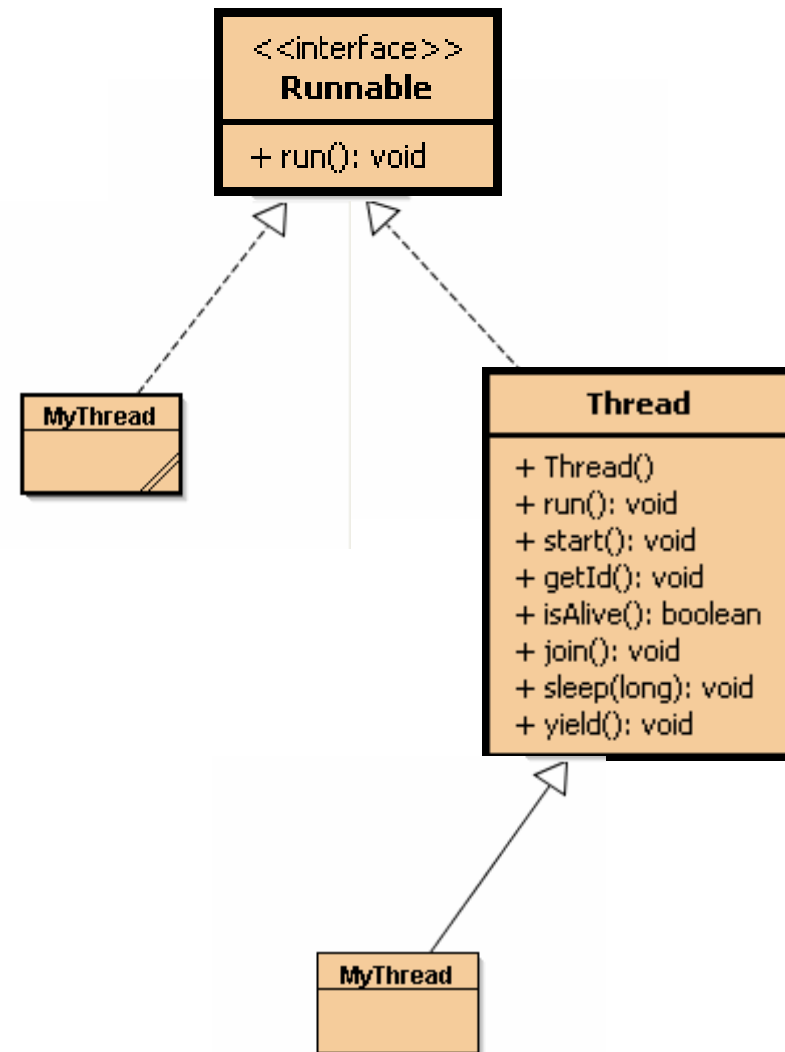 <<interface>>
Runnable
+ run(): void
MyThread
Thread
+ Thread()
+ run(): void
+ start(): void
+ getId(): void
+ isAlive(): boolean
+ join(): void
+ sleep(long): void
+ yield(): void
MyThread